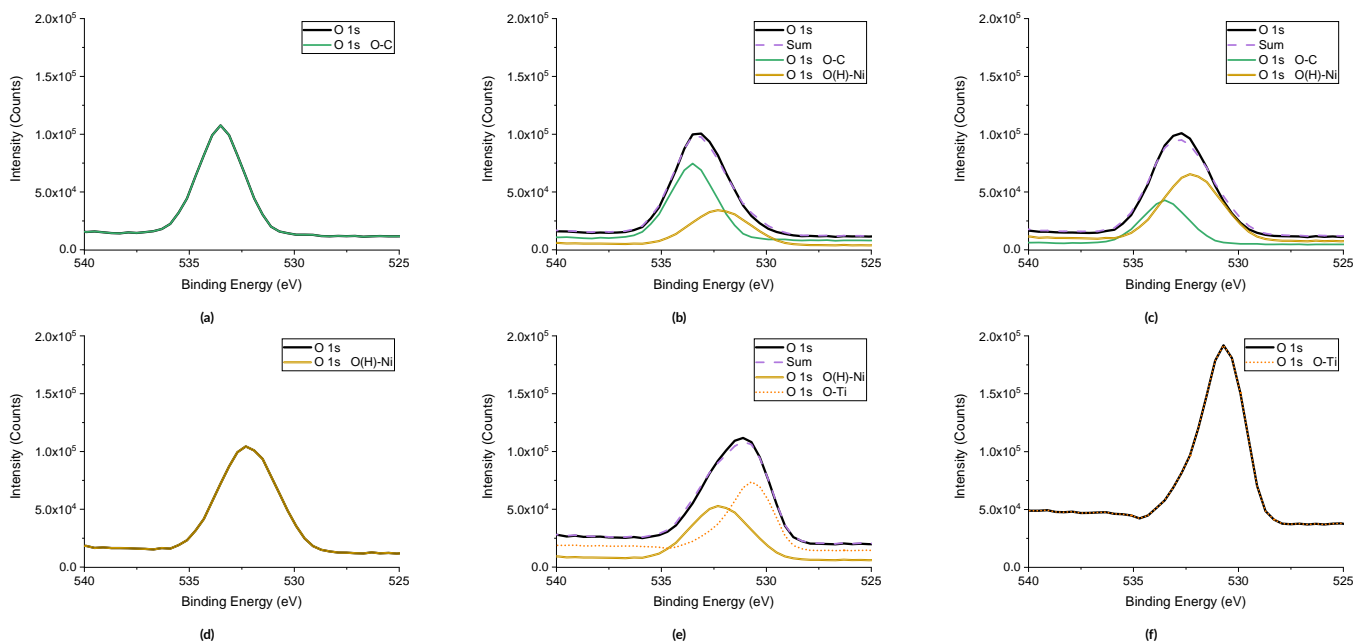 2.0x10⁵
1.5x10⁵
1.0x10⁵
5.0x10⁴
0.0
Intensity (Counts)
O 1s
O 1s O-C
540
535
530
525
Binding Energy (eV)
(a)
2.0x10⁵
1.5x10⁵
1.0x10⁵
5.0x10⁴
0.0
Intensity (Counts)
O 1s
Sum
O 1s O-C
O 1s O(H)-Ni
540
535
530
525
Binding Energy (eV)
(b)
2.0x10⁵
1.5x10⁵
1.0x10⁵
5.0x10⁴
0.0
Intensity (Counts)
O 1s
Sum
O 1s O-C
O 1s O(H)-Ni
540
535
530
525
Binding Energy (eV)
(c)
2.0x10⁵
1.5x10⁵
1.0x10⁵
5.0x10⁴
0.0
Intensity (Counts)
O 1s
O 1s O(H)-Ni
540
535
530
525
Binding Energy (eV)
(d)
2.0x10⁵
1.5x10⁵
1.0x10⁵
5.0x10⁴
0.0
Intensity (Counts)
O 1s
Sum
O 1s O(H)-Ni
O 1s O-Ti
540
535
530
525
Binding Energy (eV)
(e)
2.0x10⁵
1.5x10⁵
1.0x10⁵
5.0x10⁴
0.0
Intensity (Counts)
O 1s
O 1s O-Ti
540
535
530
525
Binding Energy (eV)
(f)